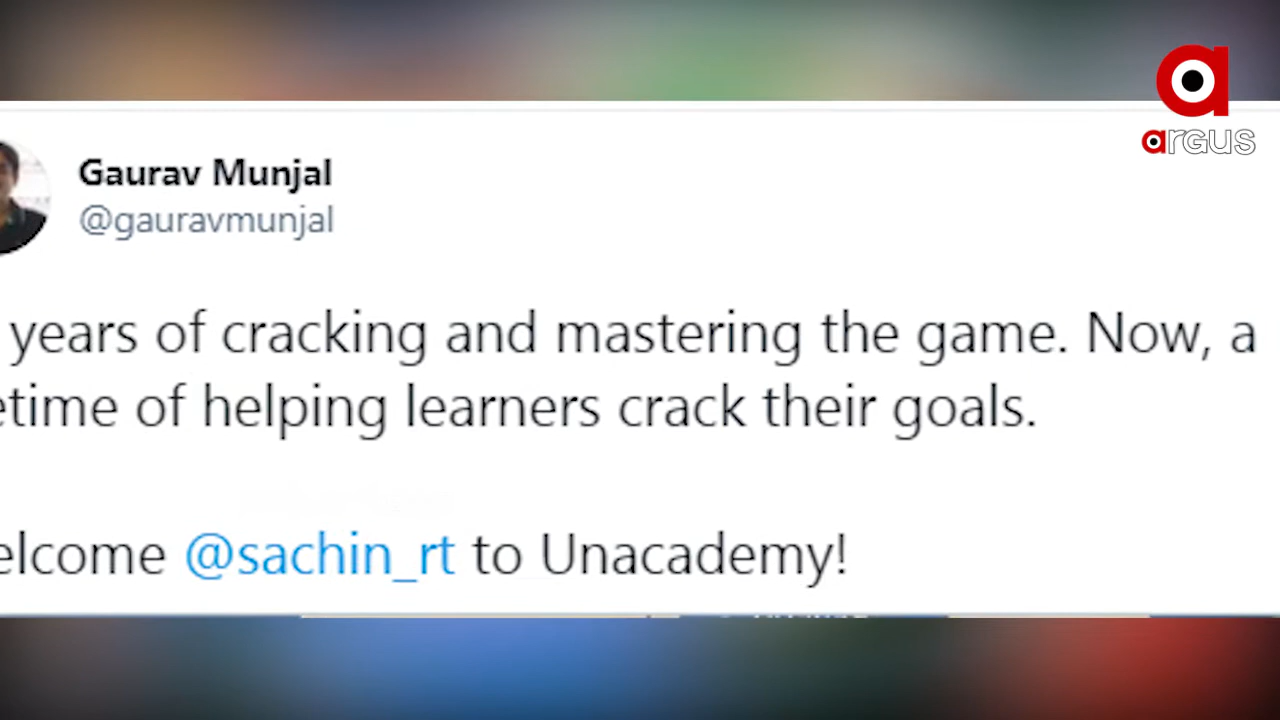 argus
Gaurav Munjal
@gauravmunjal
years of cracking and mastering the game. Now, a
etime of helping learners crack their goals.
elcome @sachin_rt to Unacademy!